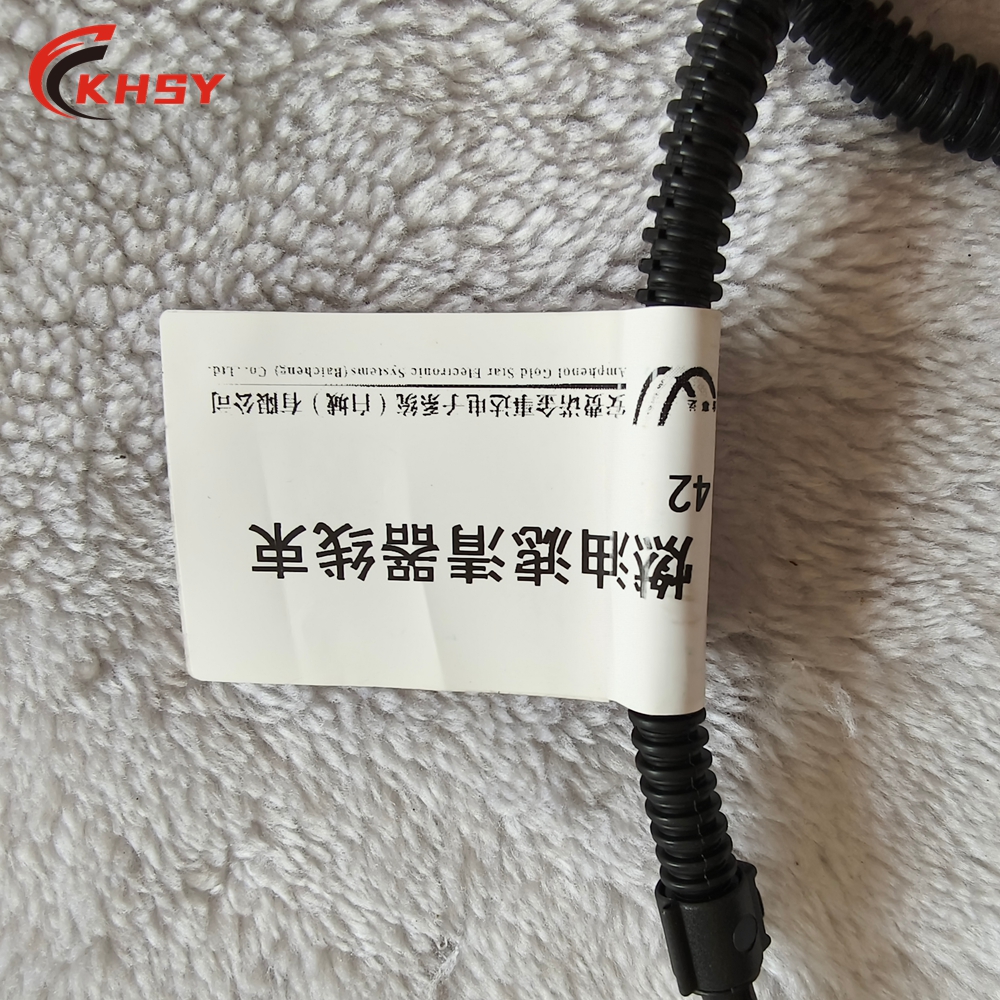 KHSY
燃油滤清器线束
42
安费诺金事达电子系统（白城）有限公司
Amphenol Gold Star Elecrronic Systems(Baicheng) Co.,Ltd.